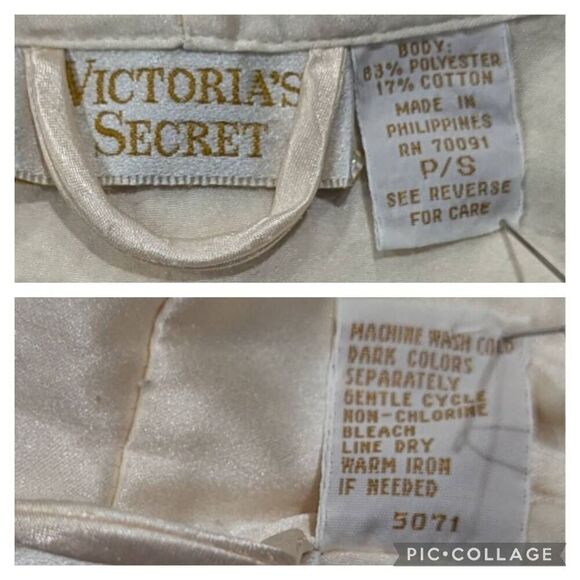 VICTORIA'S
SECRET
BODY:
83% POLYESTER
17% COTTON
MADE IN
PHILIPPINES
RN 70091
P/S
SEE REVERSE
FOR CARE
MACHINE WASH COLD
DARK COLORS
SEPARATELY
GENTLE CYCLE
NON-CHLORINE
BLEACH
LINE DRY
WARM IRON
IF NEEDED
5071
PIC•COLLAGE